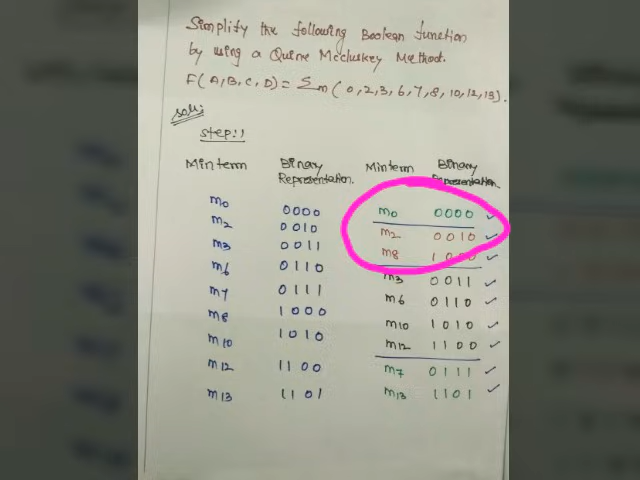 Simplify the following Boolean function
by using a Quine McCluskey Method.
F(A,B,C,D) = Σm(0,2,3,6,7,8,10,12,13).
Soln:
Step:1
Minterm Binary Representation. Minterm Binary Representation.
m0 0000 m0 0000 ✓
m2 0010 m2 0010 ✓
m3 0011 m8 1000 ✓
m6 0110 m3 0011 ✓
m7 0111 m6 0110 ✓
m8 1000 m10 1010 ✓
m10 1010 m12 1100 ✓
m12 1100 m7 0111 ✓
m13 1101 m13 1101 ✓